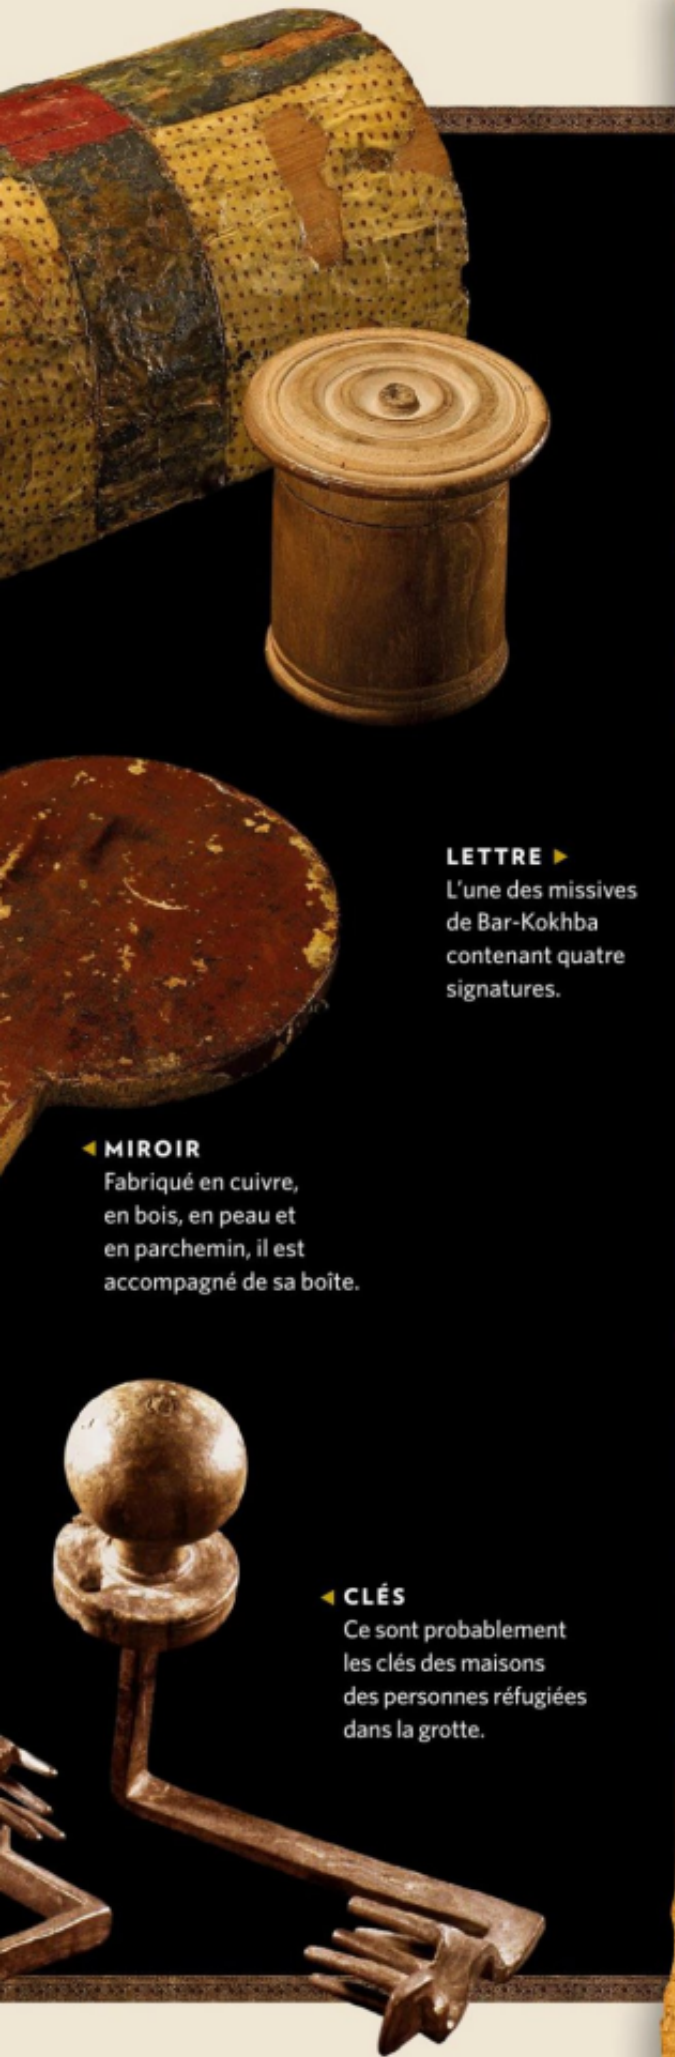 LETTRE ▶
L'une des missives
de Bar-Kokhba
contenant quatre
signatures.
◀ MIROIR
Fabriqué en cuivre,
en bois, en peau et
en parchemin, il est
accompagné de sa boîte.
◀ CLÉS
Ce sont probablement
les clés des maisons
des personnes réfugiées
dans la grotte.